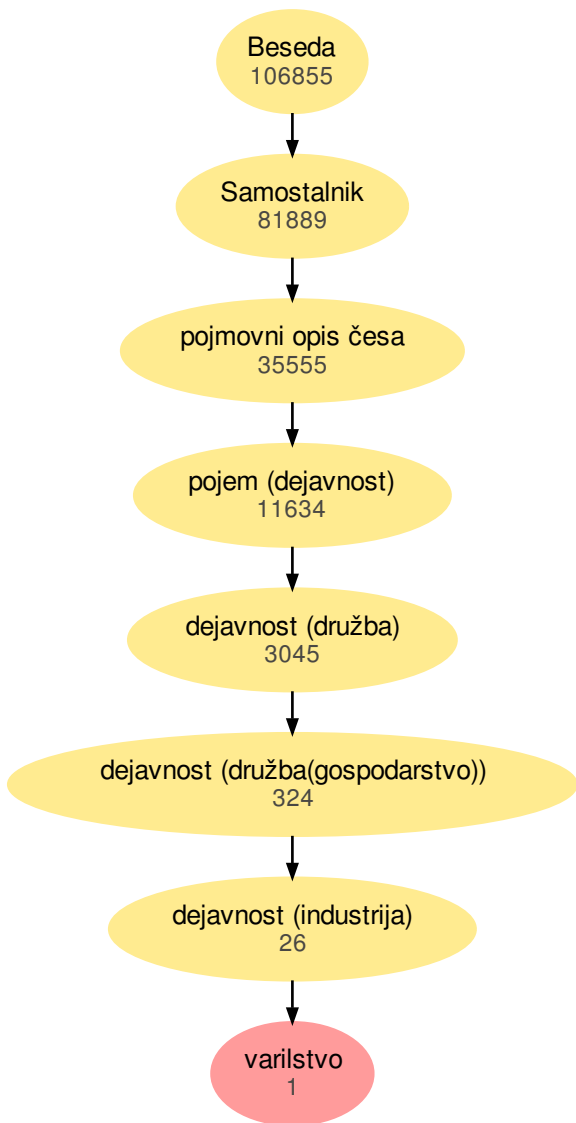 Beseda
106855
Samostalnik
81889
pojmovni opis česa
35555
pojem (dejavnost)
11634
dejavnost (družba)
3045
dejavnost (družba(gospodarstvo))
324
dejavnost (industrija)
26
varilstvo
1